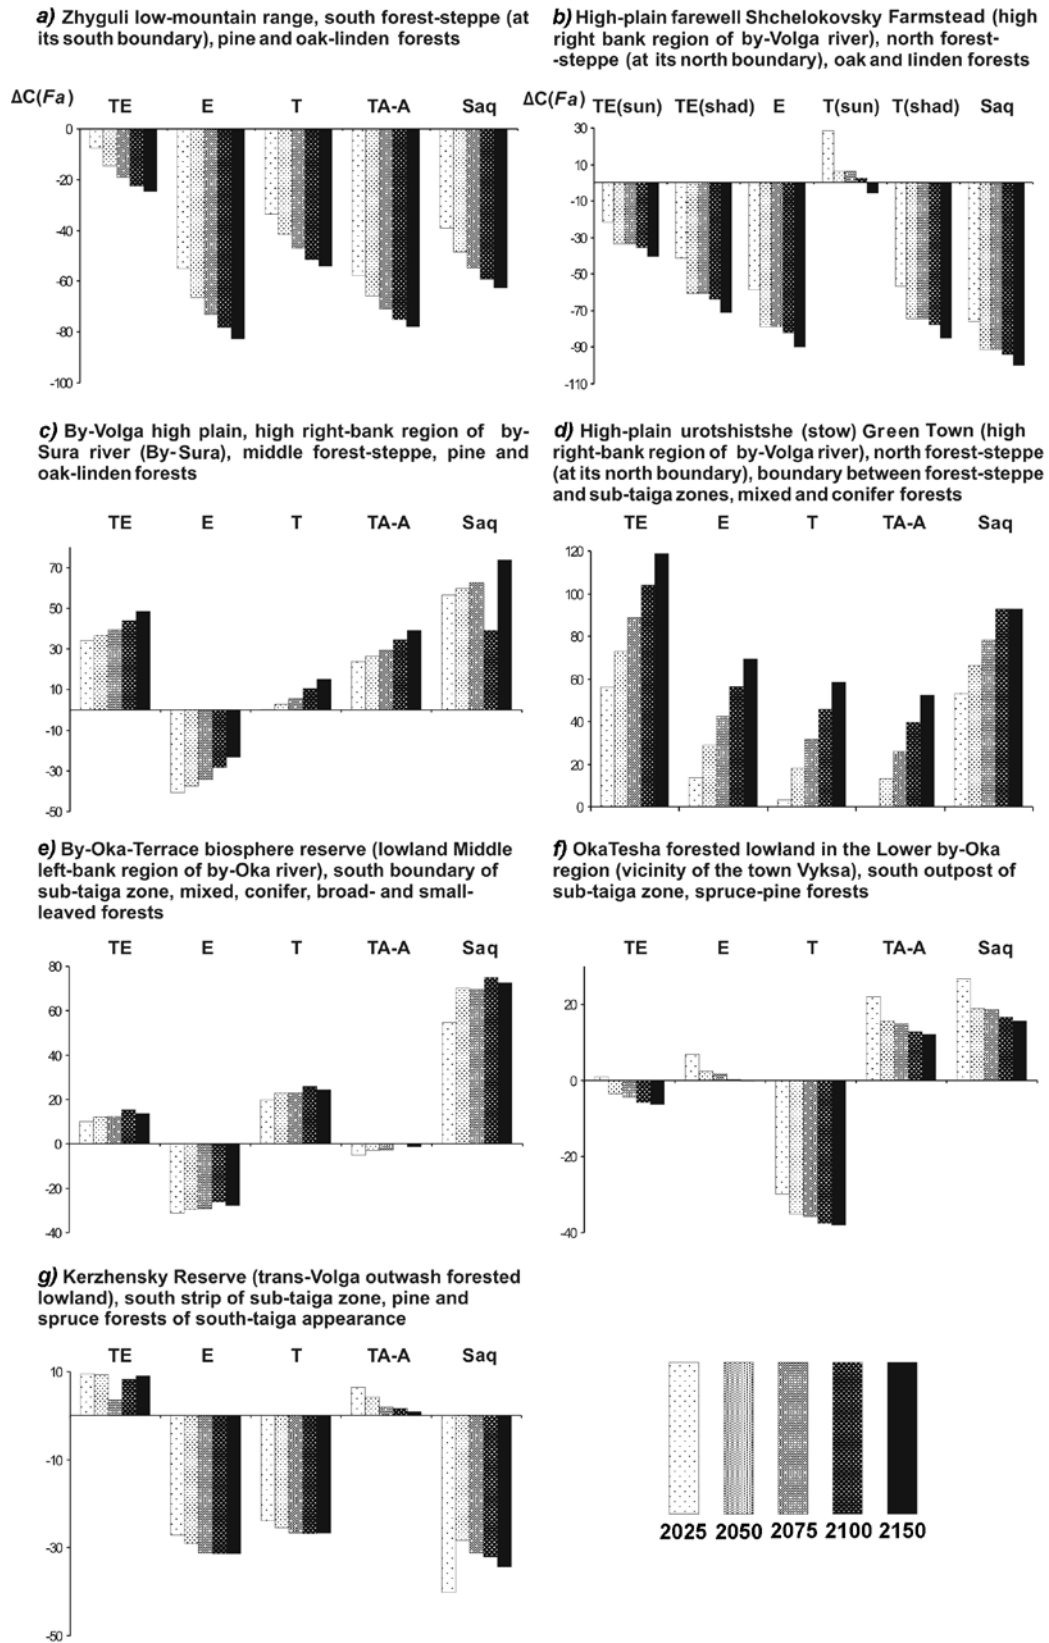 a) Zhyguli low-mountain range, south forest-steppe (at
its south boundary), pine and oak-linden forests
ΔC(Fa) TE E T TA-A Saq
0
-20
-40
-60
-80
-100
b) High-plain farewell Shchelokovsky Farmstead (high
right bank region of by-Volga river), north forest-
-steppe (at its north boundary), oak and linden forests
ΔC(Fa) TE(sun) TE(shad) E T(sun) T(shad) Saq
30
10
-10
-30
-50
-70
-90
-110
c) By-Volga high plain, high right-bank region of by-
Sura river (By-Sura), middle forest-steppe, pine and
oak-linden forests
TE E T TA-A Saq
70
50
30
10
-10
-30
-50
d) High-plain urotshistshe (stow) Green Town (high
right-bank region of by-Volga river), north forest-steppe
(at its north boundary), boundary between forest-steppe
and sub-taiga zones, mixed and conifer forests
TE E T TA-A Saq
120
100
80
60
40
20
0
e) By-Oka-Terrace biosphere reserve (lowland Middle
left-bank region of by-Oka river), south boundary of
sub-taiga zone, mixed, conifer, broad- and small-
leaved forests
TE E T TA-A Saq
80
60
40
20
0
-20
-40
f) OkaTesha forested lowland in the Lower by-Oka
region (vicinity of the town Vyksa), south outpost of
sub-taiga zone, spruce-pine forests
TE E T TA-A Saq
20
0
-20
-40
g) Kerzhensky Reserve (trans-Volga outwash forested
lowland), south strip of sub-taiga zone, pine and
spruce forests of south-taiga appearance
TE E T TA-A Saq
10
-10
-30
-50
2025 2050 2075 2100 2150